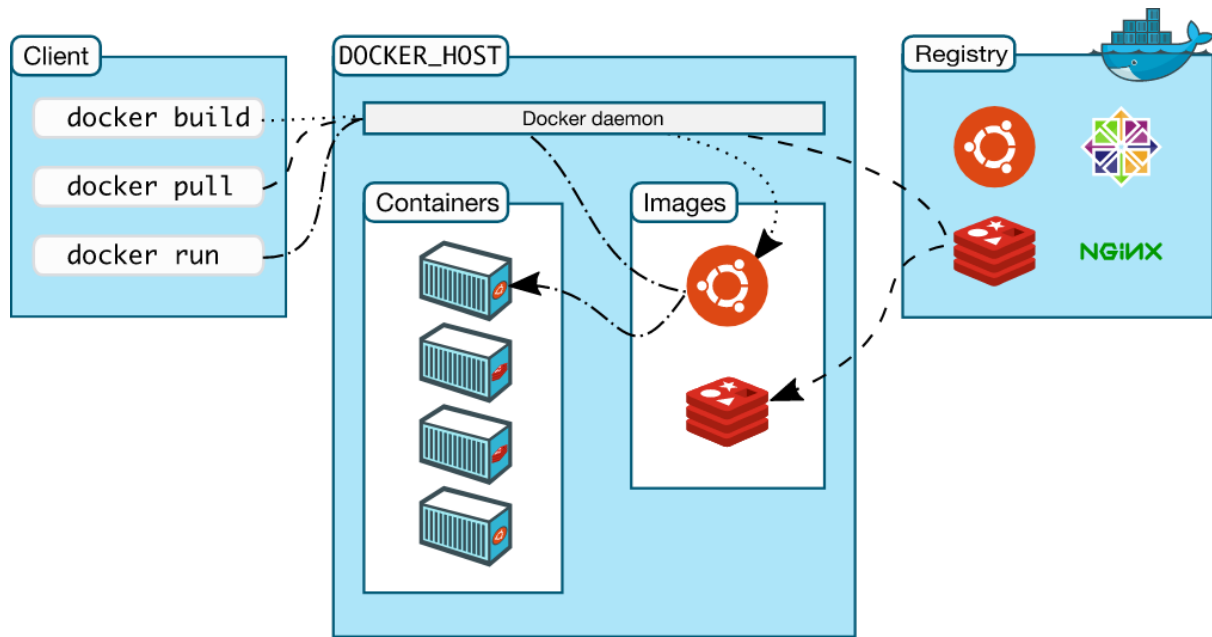 Client
docker build
docker pull
docker run
DOCKER_HOST
Docker daemon
Containers
Images
Registry
NGiNX